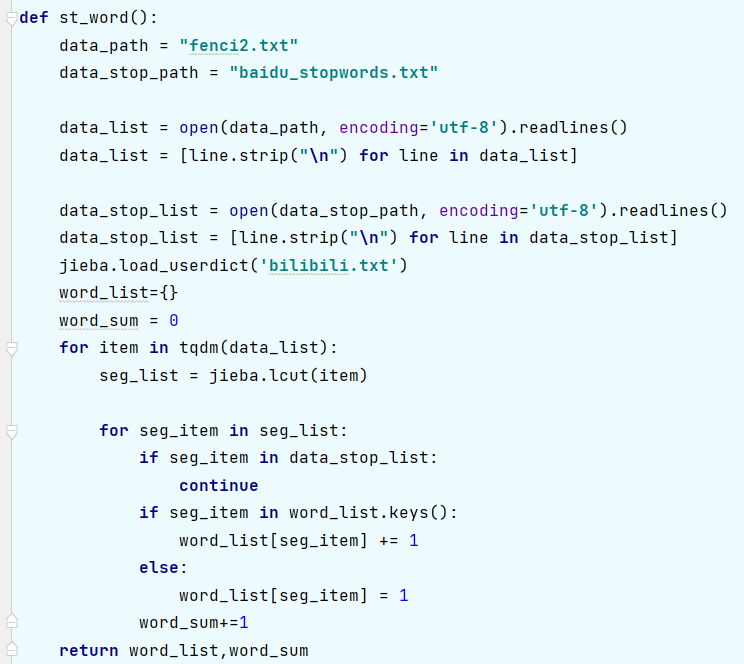 def st_word():
    data_path = "fenci2.txt"
    data_stop_path = "baidu_stopwords.txt"

    data_list = open(data_path, encoding='utf-8').readlines()
    data_list = [line.strip("\n") for line in data_list]

    data_stop_list = open(data_stop_path, encoding='utf-8').readlines()
    data_stop_list = [line.strip("\n") for line in data_stop_list]
    jieba.load_userdict('bilibili.txt')
    word_list={}
    word_sum = 0
    for item in tqdm(data_list):
        seg_list = jieba.lcut(item)

        for seg_item in seg_list:
            if seg_item in data_stop_list:
                continue
            if seg_item in word_list.keys():
                word_list[seg_item] += 1
            else:
                word_list[seg_item] = 1
            word_sum+=1
    return word_list,word_sum